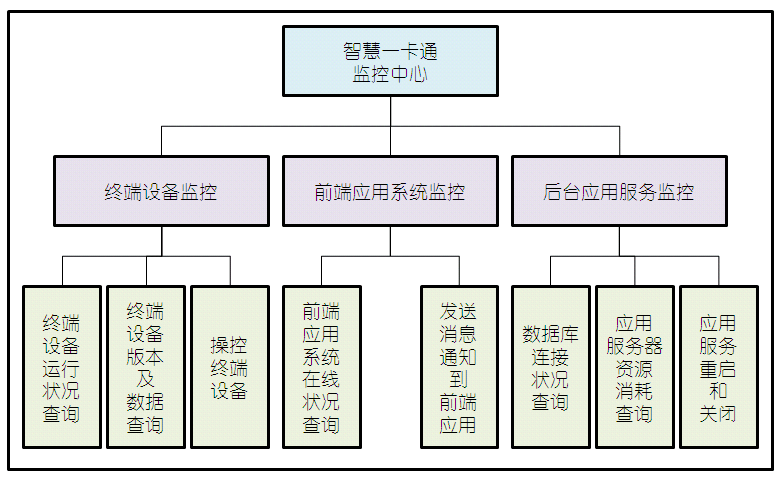 智慧一卡通
监控中心
终端设备监控
前端应用系统监控
后台应用服务监控
终端
设备
运行
状况
查询
终端
设备
版本
及
数据
查询
操控
终端
设备
前端
应用
系统
在线
状况
查询
发送
消息
通知
到
前端
应用
数据库
连接
状况
查询
应用
服务器
资源
消耗
查询
应用
服务
重启
和
关闭